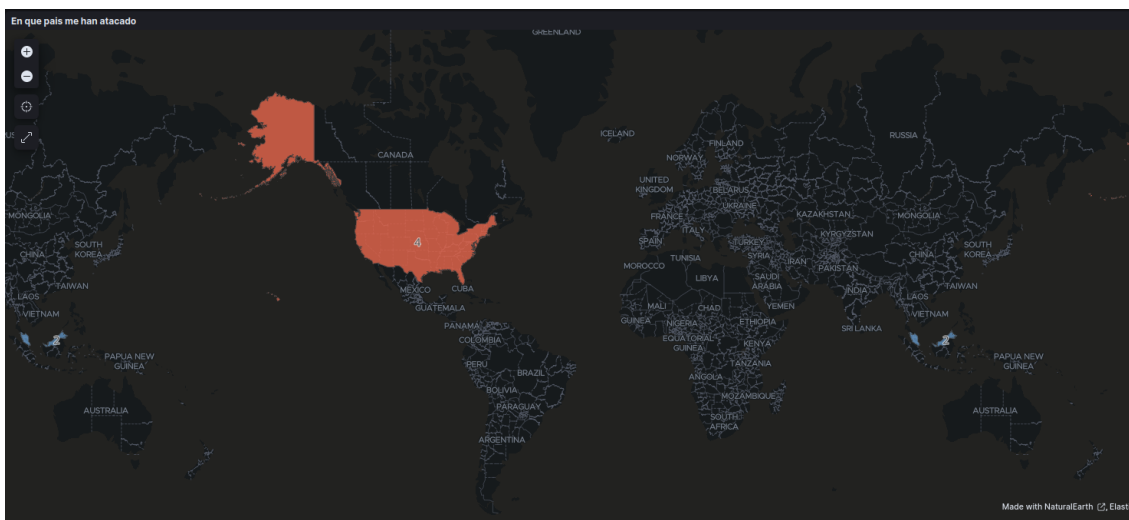 En que pais me han atacado
GREENLAND
ICELAND
RUSSIA
FINLAND
CANADA
NORWAY
UNITED
KINGDOM
BELARUS
UKRAINE
MONGOLIA
FRANCE
KAZAKHSTAN
MONGOLIA
ITALY
KYRGYZSTAN
SPAIN
TURKEY
4
SOUTH
KOREA
CHINA
SYRIA
IRAN
CHINA
SOUTH
KOREA
TUNISIA
MOROCCO
PAKISTAN
LIBYA
SAUDI
ARABIA
TAIWAN
MEXICO
CUBA
INDIA
TAIWAN
LAOS
LAOS
GUATEMALA
MALI
CHAD
YEMEN
VIETNAM
VIETNAM
GUINEA
NIGERIA
ETHIOPIA
PANAMA
SRI LANKA
COLOMBIA
EQUATORIAL
GUINEA
KENYA
2
2
PAPUA NEW
GUINEA
PAPUA NEW
GUINEA
PERU
BRAZIL
TANZANIA
ANGOLA
BOLIVIA
MOZAMBIQUE
PARAGUAY
AUSTRALIA
AUSTRALIA
SOUTH
AFRICA
ARGENTINA
Made with NaturalEarth
, Elast